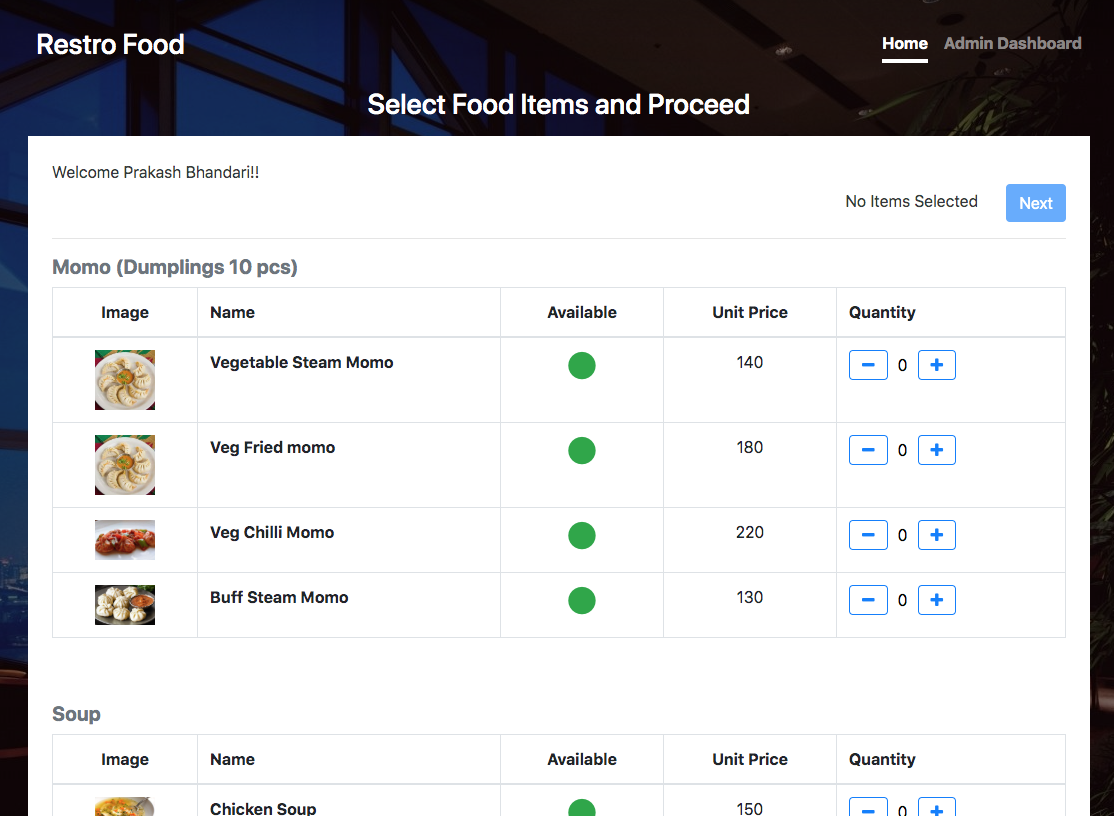 Restro Food
Home Admin Dashboard
Select Food Items and Proceed
Welcome Prakash Bhandari!!
No Items Selected Next
Momo (Dumplings 10 pcs)
Image Name Available Unit Price Quantity
Vegetable Steam Momo 140 0
Veg Fried momo 180 0
Veg Chilli Momo 220 0
Buff Steam Momo 130 0
Soup
Image Name Available Unit Price Quantity
Chicken Soup 150 0